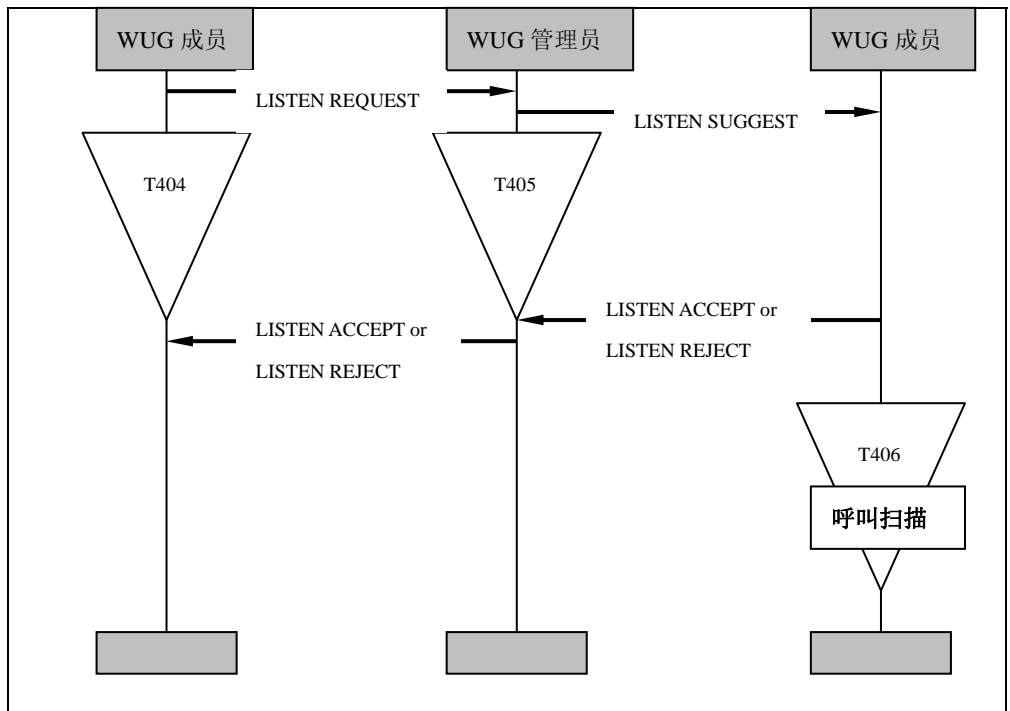 WUG 成员
WUG 管理员
WUG 成员
LISTEN REQUEST
LISTEN SUGGEST
T404
T405
LISTEN ACCEPT or
LISTEN REJECT
LISTEN ACCEPT or
LISTEN REJECT
T406
呼叫扫描